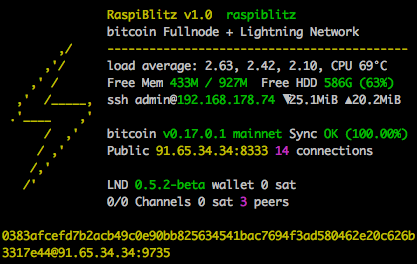 RaspiBlitz v1.0 raspiblitz
bitcoin Fullnode + Lightning Network
-------------------------------------------
load average: 2.63, 2.42, 2.10, CPU 69°C
Free Mem 433M / 927M Free HDD 586G (63%)
ssh admin@192.168.178.74 ▼25.1MiB ▲20.2MiB
bitcoin v0.17.0.1 mainnet Sync OK (100.00%)
Public 91.65.34.34:8333 14 connections
LND 0.5.2-beta wallet 0 sat
0/0 Channels 0 sat 3 peers
0383afcefd7b2acb49c0e90bb825634541bac7694f3ad580462e20c626b
3317e44@91.65.34.34:9735